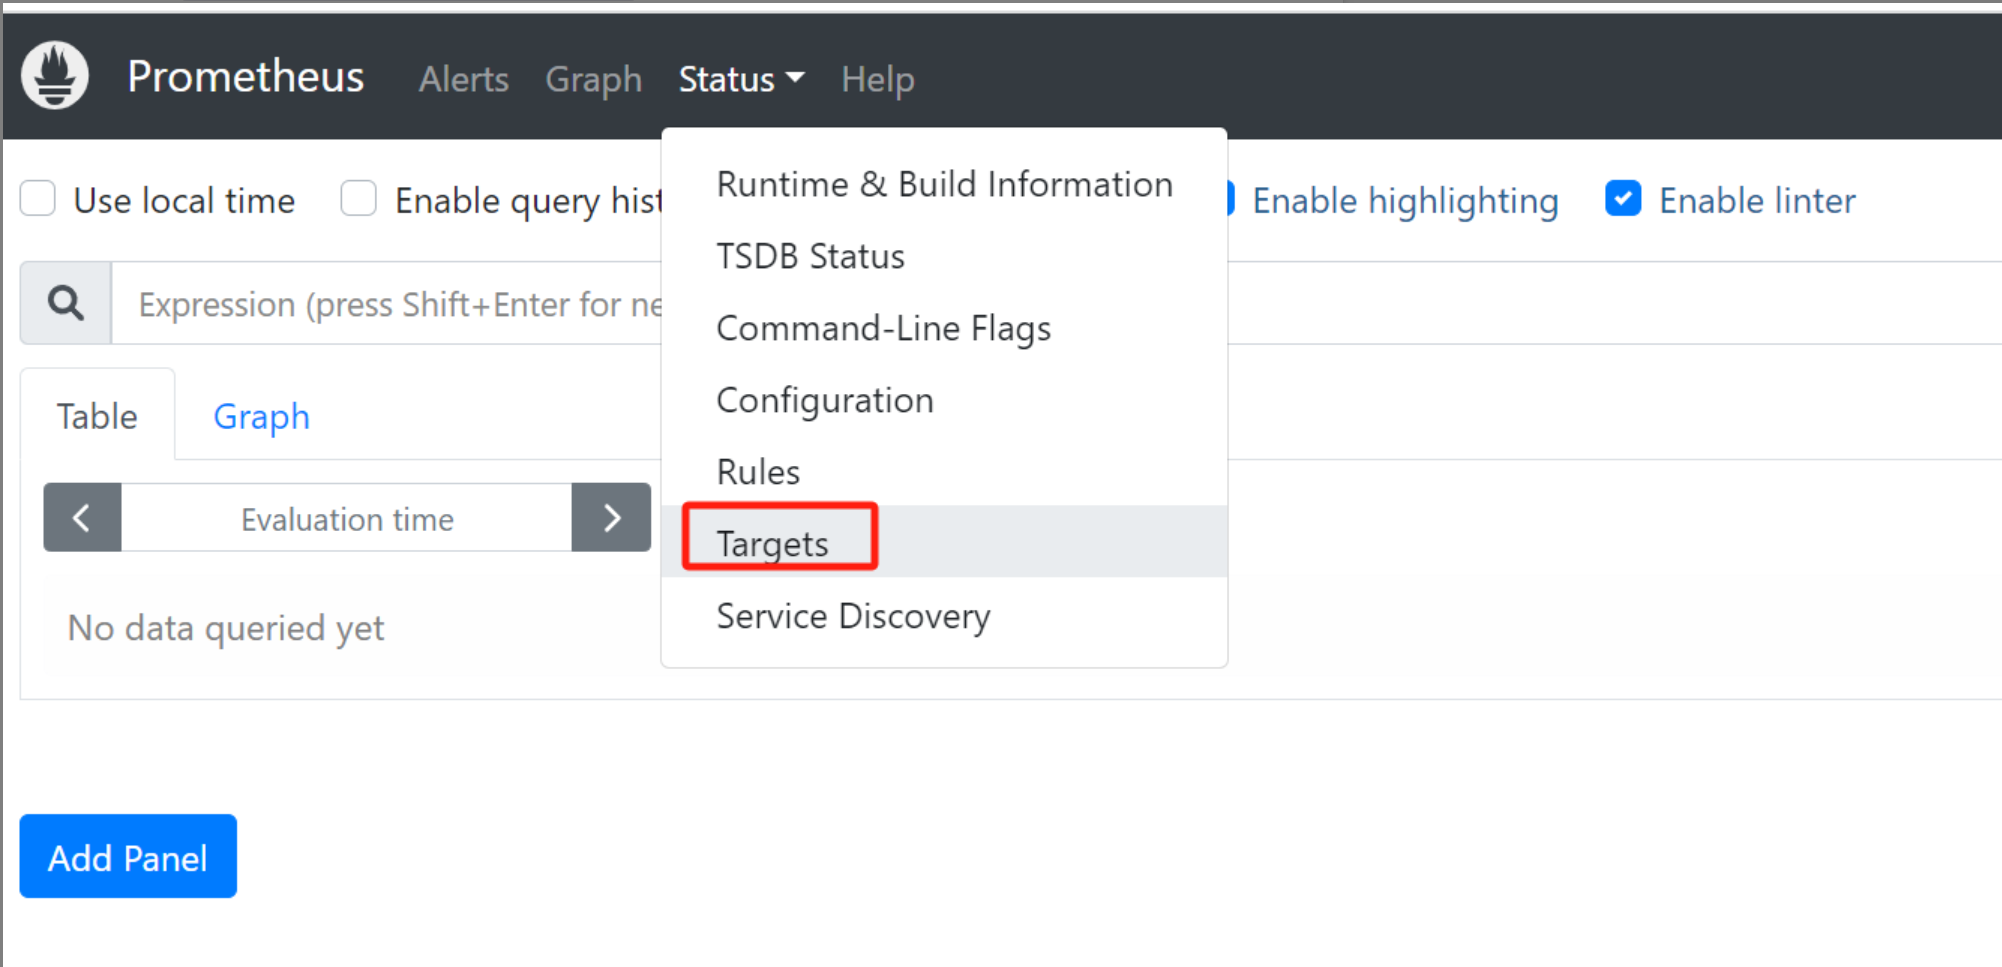 Prometheus Alerts Graph Status Help
Use local time Enable query Enable highlighting Enable linter
Expression (press Shift+Enter for
Table Graph
Evaluation time
No data queried yet
Runtime & Build Information
TSDB Status
Command-Line Flags
Configuration
Rules
Targets
Service Discovery
Add Panel